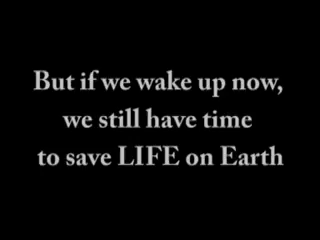 But if we wake up now,
we still have time
to save LIFE on Earth